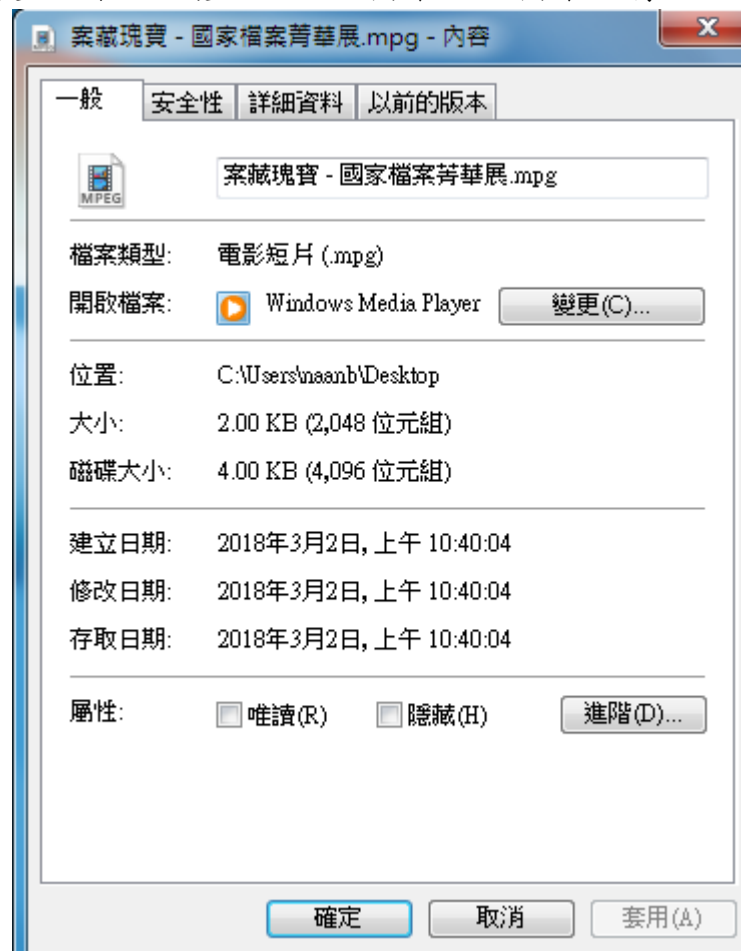 案藏瑰寶 - 國家檔案菁華展.mpg - 內容
一般 安全性 詳細資料 以前的版本
MPEG
案藏瑰寶 - 國家檔案菁華展.mpg
檔案類型: 電影短片 (.mpg)
開啟檔案: Windows Media Player 變更(C)...
位置: C:\Users\naanb\Desktop
大小: 2.00 KB (2,048 位元組)
磁碟大小: 4.00 KB (4,096 位元組)
建立日期: 2018年3月2日, 上午 10:40:04
修改日期: 2018年3月2日, 上午 10:40:04
存取日期: 2018年3月2日, 上午 10:40:04
屬性: 唯讀(R) 隱藏(H) 進階(D)...
確定 取消 套用(A)